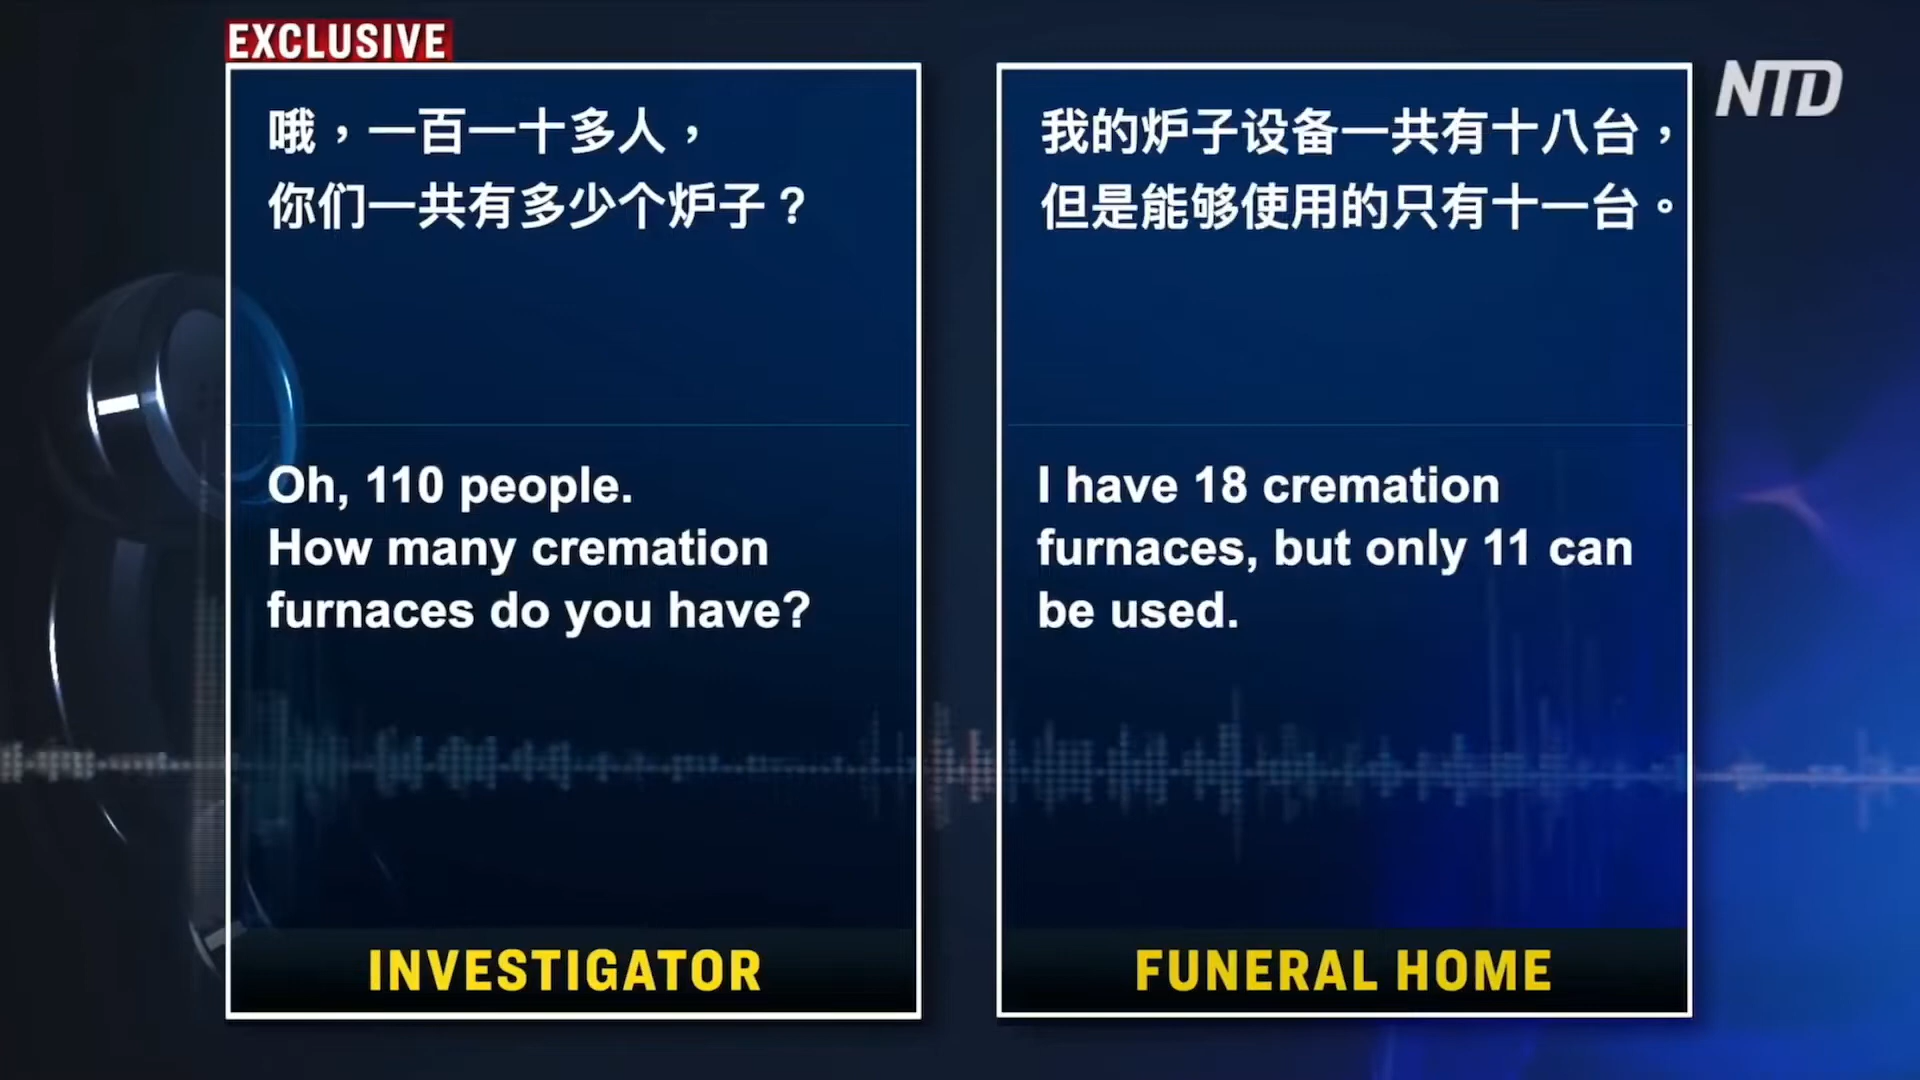 EXCLUSIVE
NTD
哦，一百一十多人，
你们一共有多少个炉子？
Oh, 110 people.
How many cremation
furnaces do you have?
INVESTIGATOR
我的炉子设备一共有十八台，
但是能够使用的只有十一台。
I have 18 cremation
furnaces, but only 11 can
be used.
FUNERAL HOME